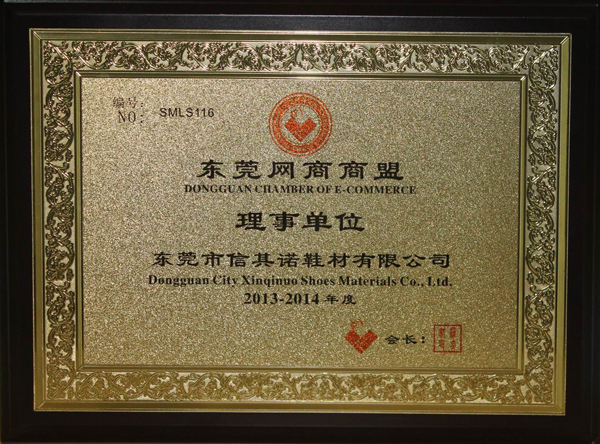 编号:
NO: SMLS116
东莞网商商盟
DONGGUAN CHAMBER OF E-COMMERCE
理事单位
东莞市信其诺鞋材有限公司
Dongguan City Xinqinuo Shoes Materials Co., Ltd.
2013-2014 年度
会长: